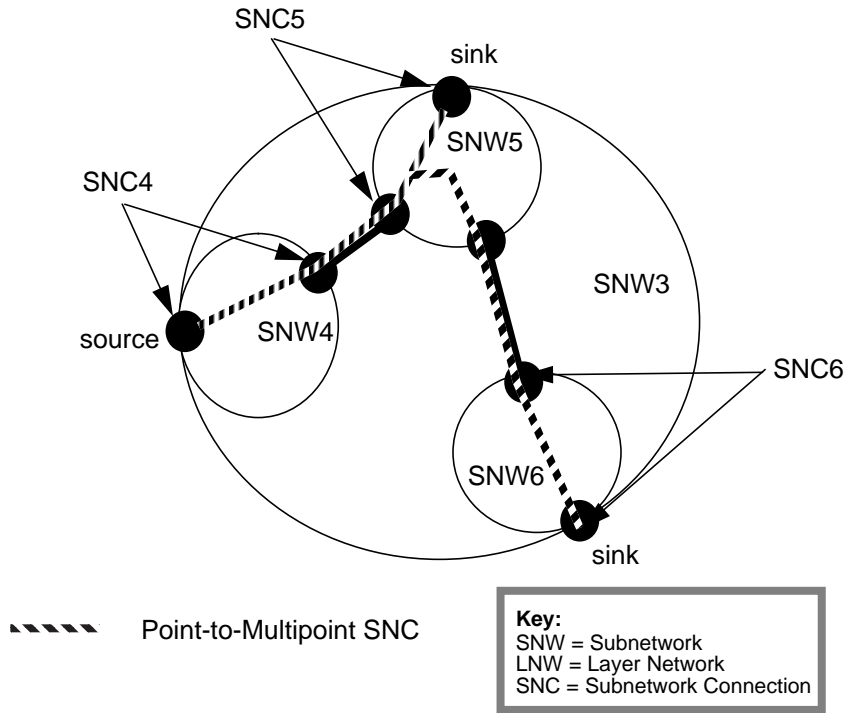 SNC5
sink
SNW5
SNC4
SNW3
source
SNW4
SNC6
SNW6
sink
Point-to-Multipoint SNC
Key:
SNW = Subnetwork
LNW = Layer Network
SNC = Subnetwork Connection